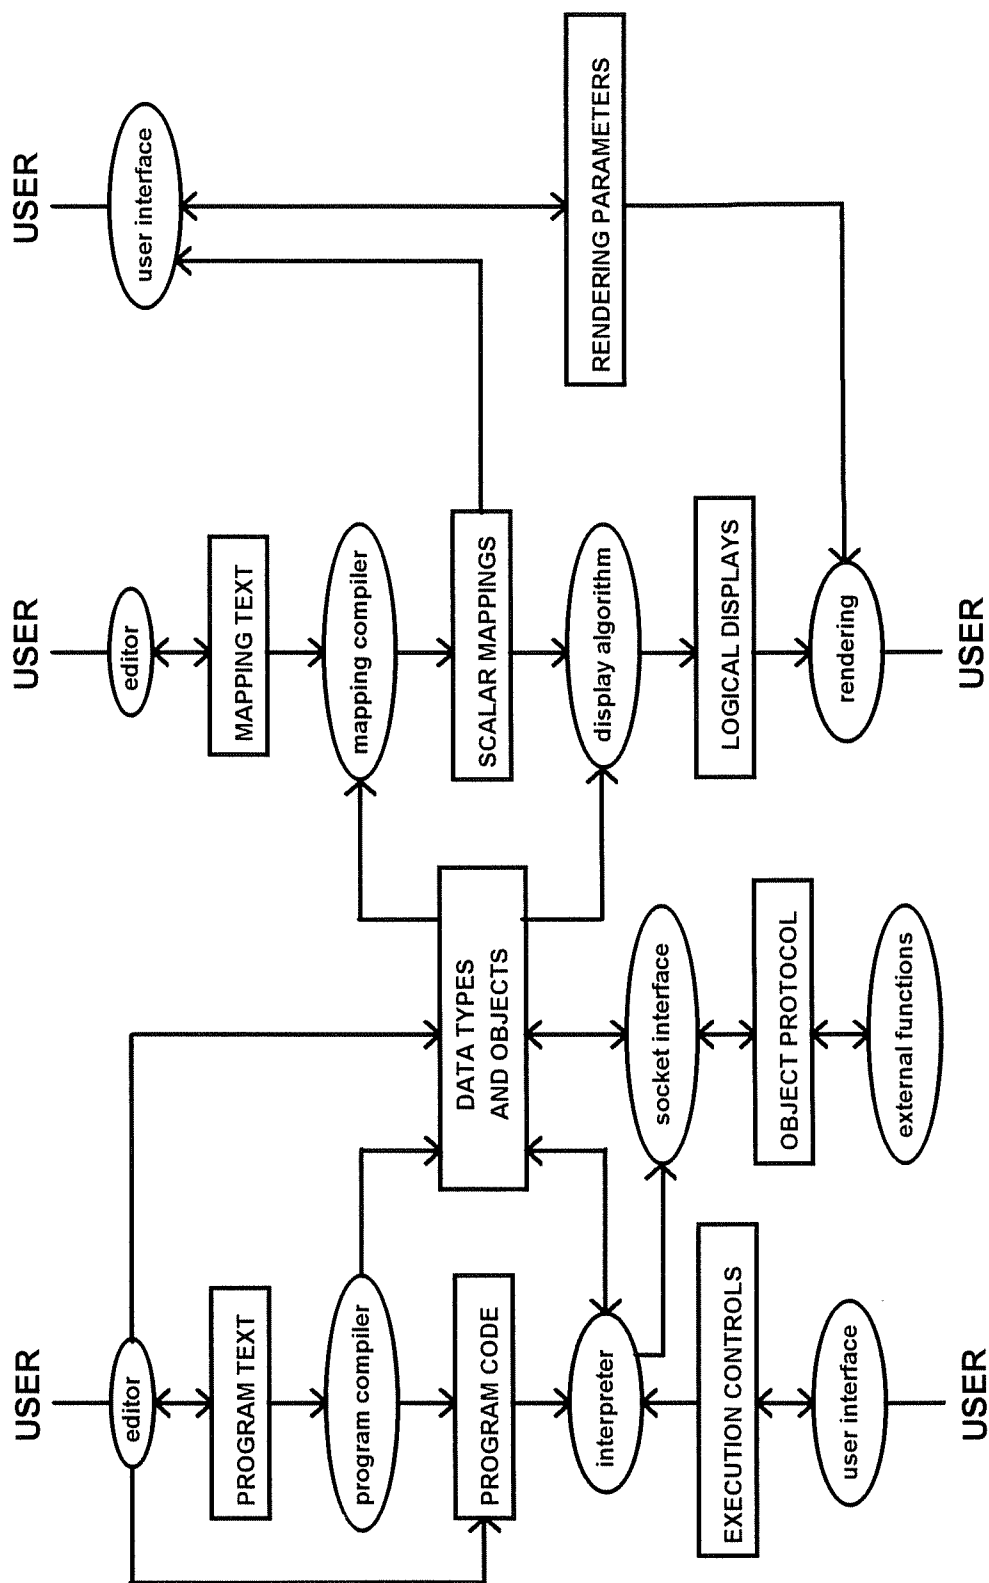 USER
editor
PROGRAM TEXT
program compiler
PROGRAM CODE
interpreter
EXECUTION CONTROLS
user interface
USER
DATA TYPES
AND OBJECTS
socket interface
OBJECT PROTOCOL
external functions
USER
editor
MAPPING TEXT
mapping compiler
SCALAR MAPPINGS
display algorithm
LOGICAL DISPLAYS
rendering
USER
USER
user interface
RENDERING PARAMETERS